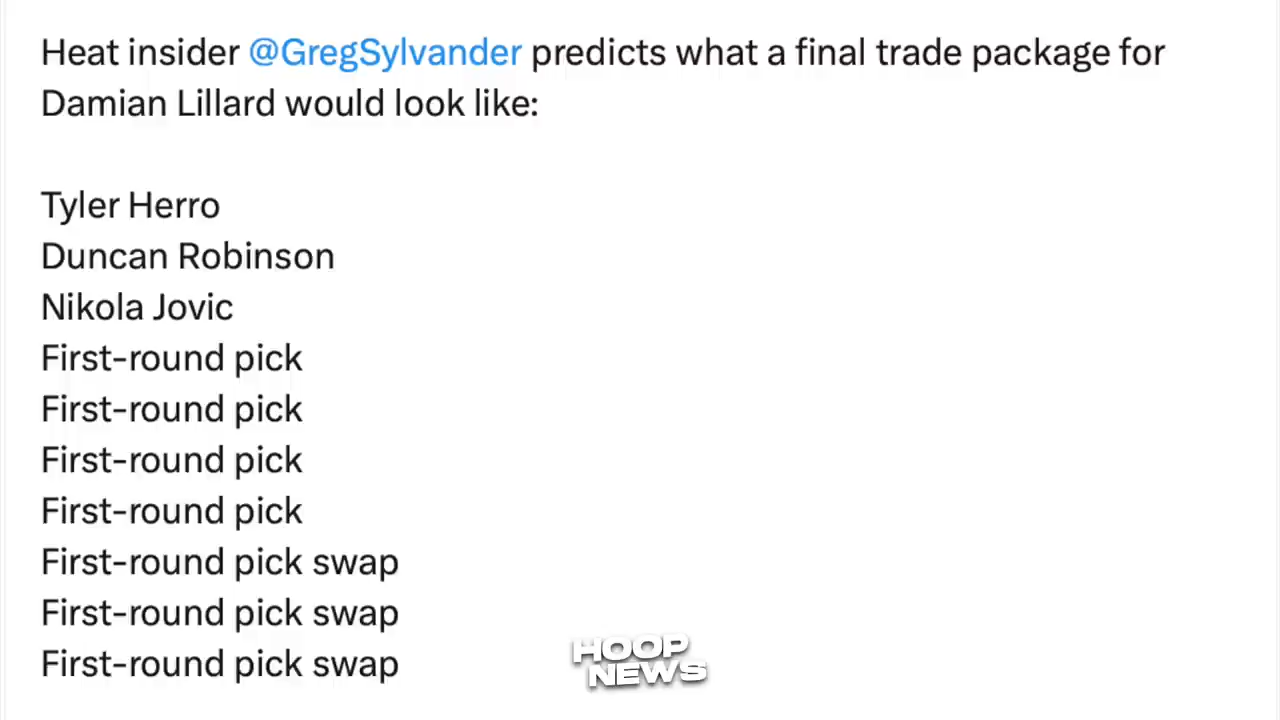 Heat insider @GregSylvander predicts what a final trade package for
Damian Lillard would look like:
Tyler Herro
Duncan Robinson
Nikola Jovic
First-round pick
First-round pick
First-round pick
First-round pick
First-round pick swap
First-round pick swap
First-round pick swap
HOOP
NEWS